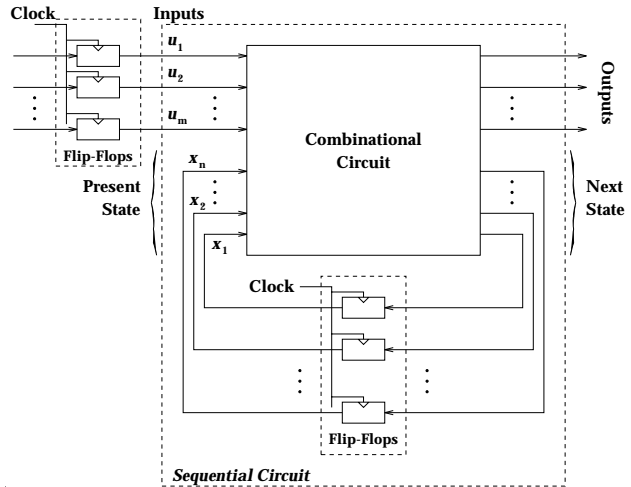 Clock
Inputs
u1
u2
um
Flip-Flops
Combinational
Circuit
Outputs
Present
State
xn
x2
x1
Next
State
Clock
Flip-Flops
Sequential Circuit